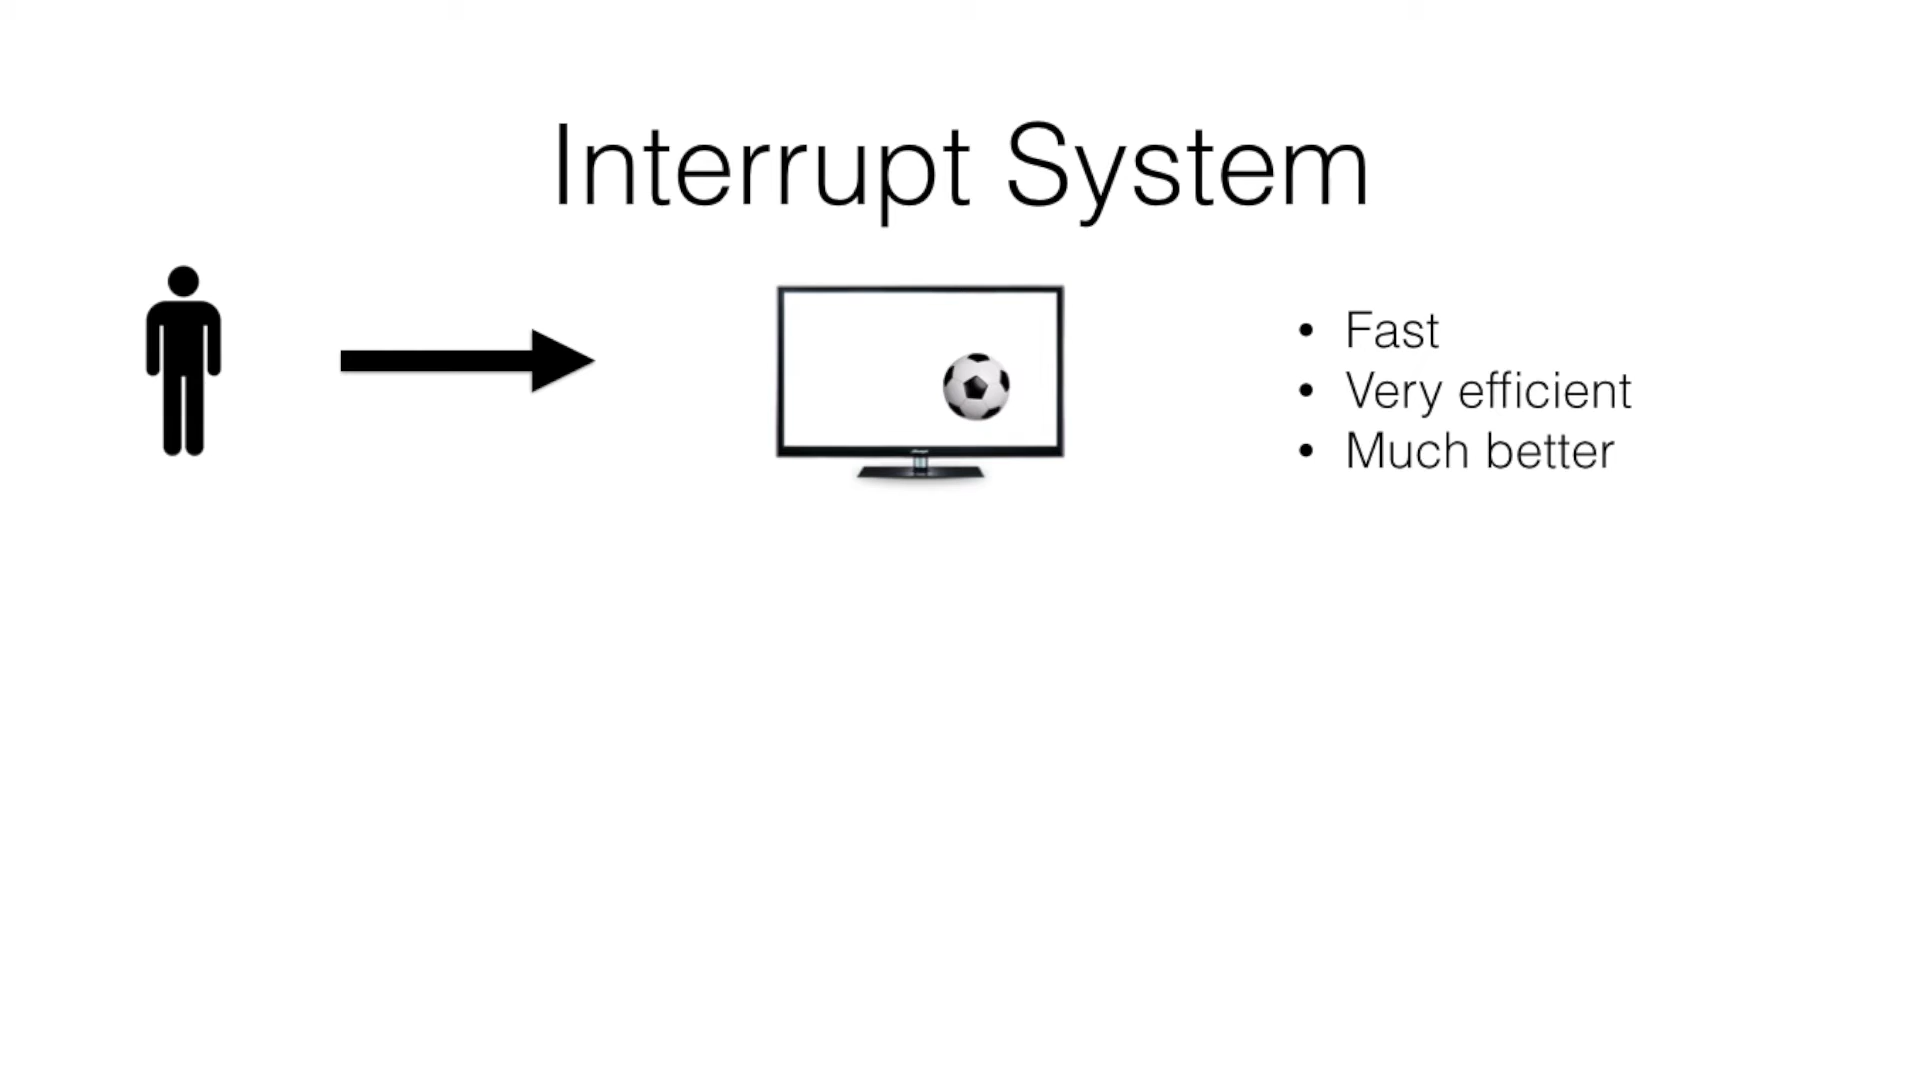 Interrupt System
• Fast
• Very efficient
• Much better